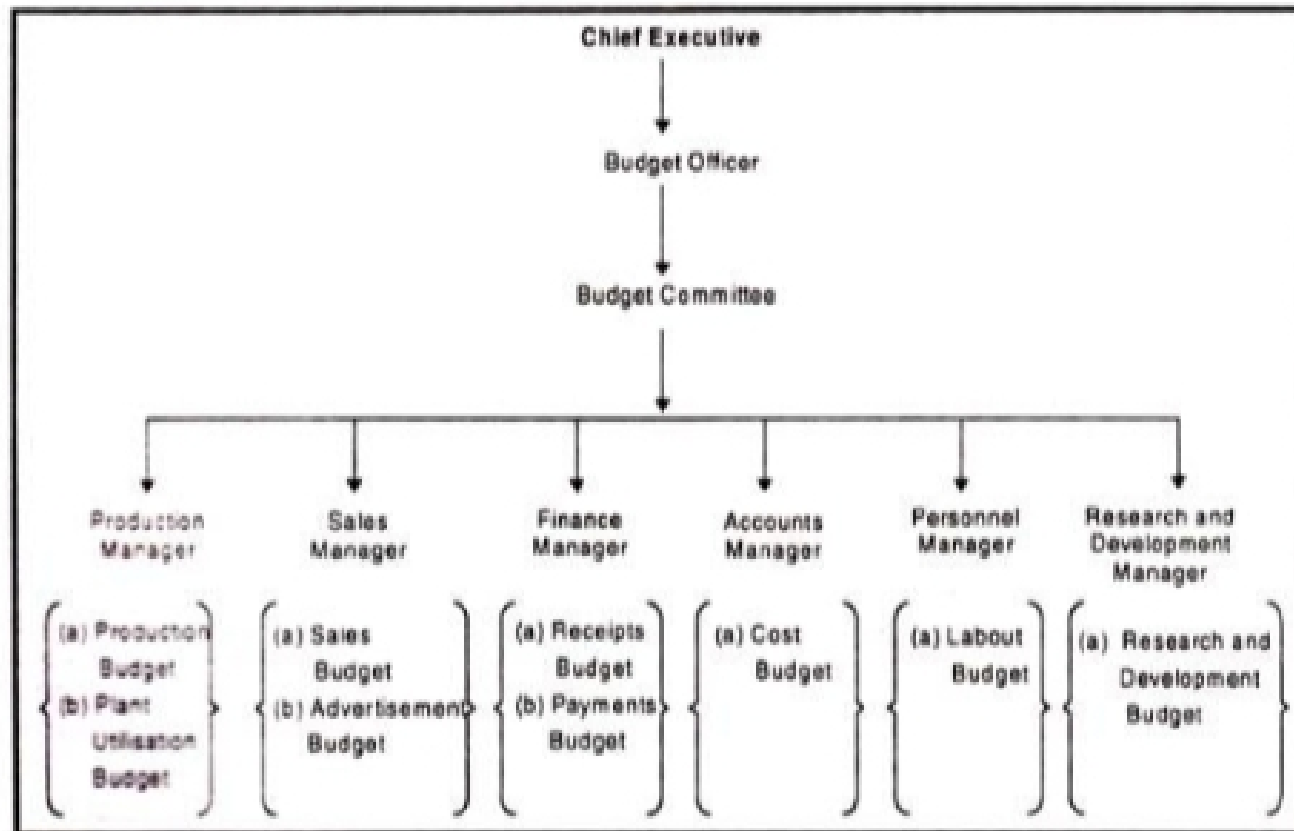 Chief Executive
Budget Officer
Budget Committee
Production
Manager
Sales
Manager
Finance
Manager
Accounts
Manager
Personnel
Manager
Research and
Development
Manager
(a) Production
Budget
(b) Plant
Utilisation
Budget
(a) Sales
Budget
(b) Advertisement
Budget
(a) Receipts
Budget
(b) Payments
Budget
(a) Cost
Budget
(a) Labout
Budget
(a) Research and
Development
Budget